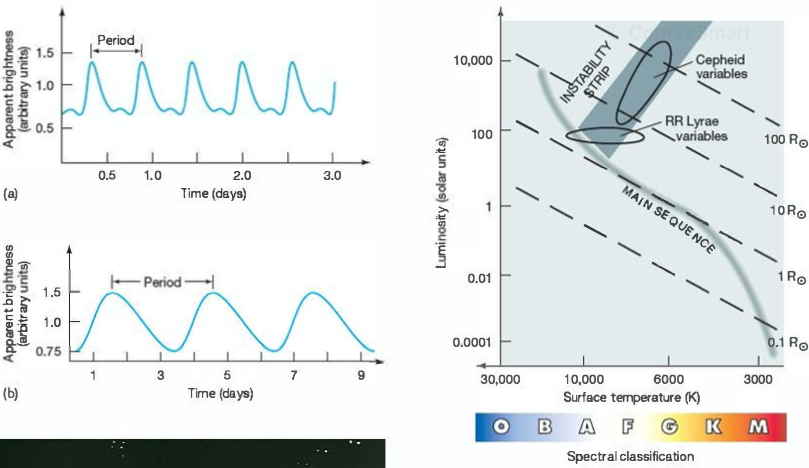 Period
Apparent brightness
(arbitrary units)
1.5
1.0
0.5
0.5
1.0
2.0
3.0
Time (days)
(a)
Period
Apparent brightness
(arbitrary units)
1.5
1.0
0.75
1
3
5
7
9
Time (days)
(b)
Luminosity (solar units)
10,000
100
1
0.01
0.0001
INSTABILITY
STRIP
Cepheid
variables
RR Lyrae
variables
MAIN SEQUENCE
100 R⊙
10 R⊙
1 R⊙
0.1 R⊙
30,000
10,000
6000
3000
Surface temperature (K)
O B A F G K M
Spectral classification